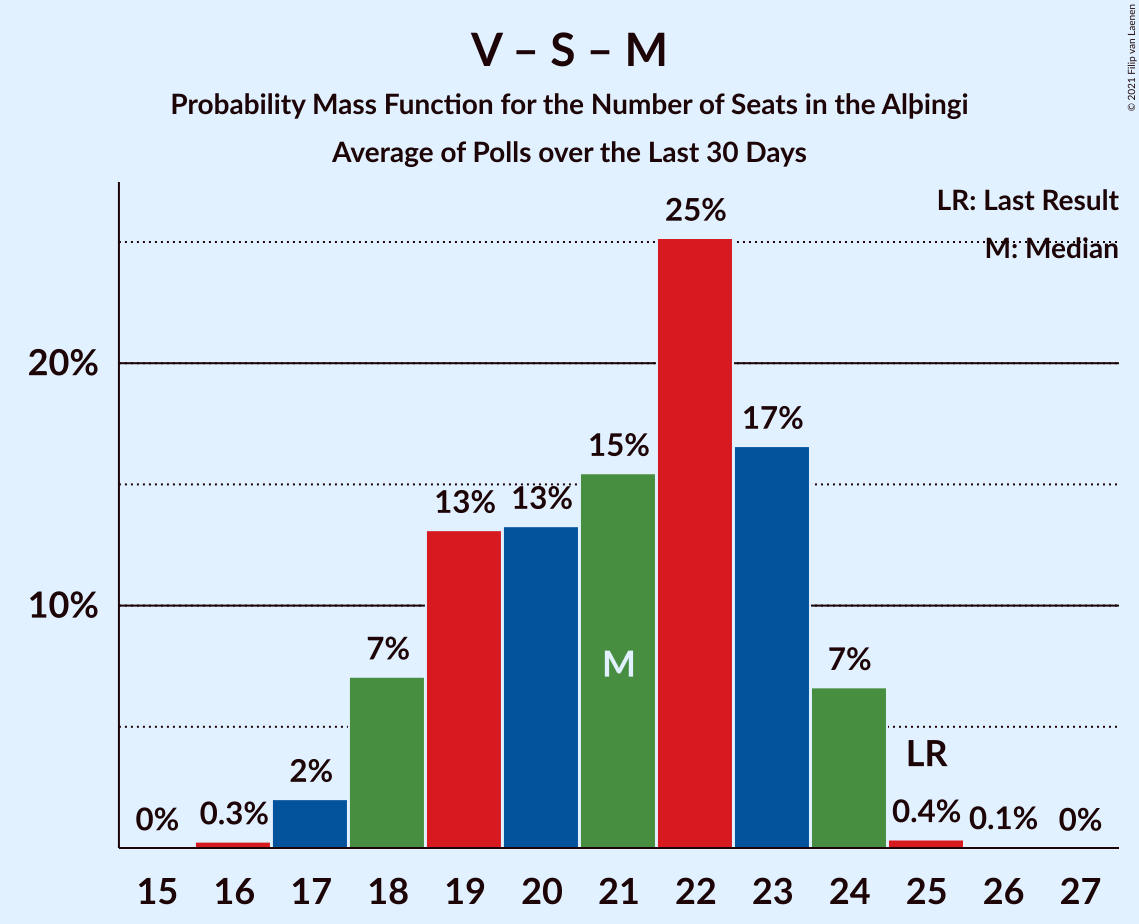 V – S – M
Probability Mass Function for the Number of Seats in the Alþingi
Average of Polls over the Last 30 Days
© 2021 Filip van Laenen
LR: Last Result
M: Median
25%
20%
17%
15%
13%
13%
10%
7%
M
7%
LR
2%
0%
0.3%
0.4%
0.1%
0%
15 16 17 18 19 20 21 22 23 24 25 26 27